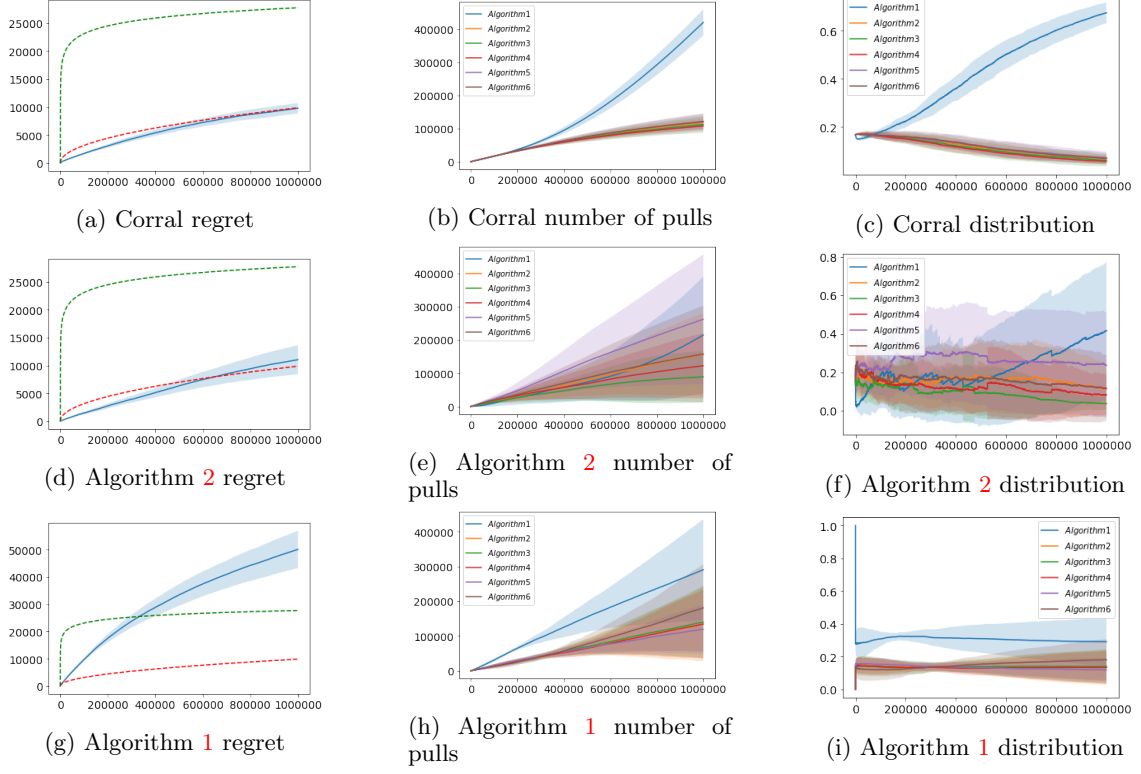 25000
20000
15000
10000
5000
0
0 200000 400000 600000 800000 1000000
(a) Corral regret
Algorithm1
Algorithm2
Algorithm3
Algorithm4
Algorithm5
Algorithm6
400000
300000
200000
100000
0
0 200000 400000 600000 800000 1000000
(b) Corral number of pulls
Algorithm1
Algorithm2
Algorithm3
Algorithm4
Algorithm5
Algorithm6
0.6
0.4
0.2
0 200000 400000 600000 800000 1000000
(c) Corral distribution
25000
20000
15000
10000
5000
0
0 200000 400000 600000 800000 1000000
(d) Algorithm 2 regret
Algorithm1
Algorithm2
Algorithm3
Algorithm4
Algorithm5
Algorithm6
400000
300000
200000
100000
0
0 200000 400000 600000 800000 1000000
(e) Algorithm 2 number of
pulls
Algorithm1
Algorithm2
Algorithm3
Algorithm4
Algorithm5
Algorithm6
0.8
0.6
0.4
0.2
0.0
0 200000 400000 600000 800000 1000000
(f) Algorithm 2 distribution
50000
40000
30000
20000
10000
0
0 200000 400000 600000 800000 1000000
(g) Algorithm 1 regret
Algorithm1
Algorithm2
Algorithm3
Algorithm4
Algorithm5
Algorithm6
400000
300000
200000
100000
0
0 200000 400000 600000 800000 1000000
(h) Algorithm 1 number of
pulls
Algorithm1
Algorithm2
Algorithm3
Algorithm4
Algorithm5
Algorithm6
1.0
0.8
0.6
0.4
0.2
0.0
0 200000 400000 600000 800000 1000000
(i) Algorithm 1 distribution